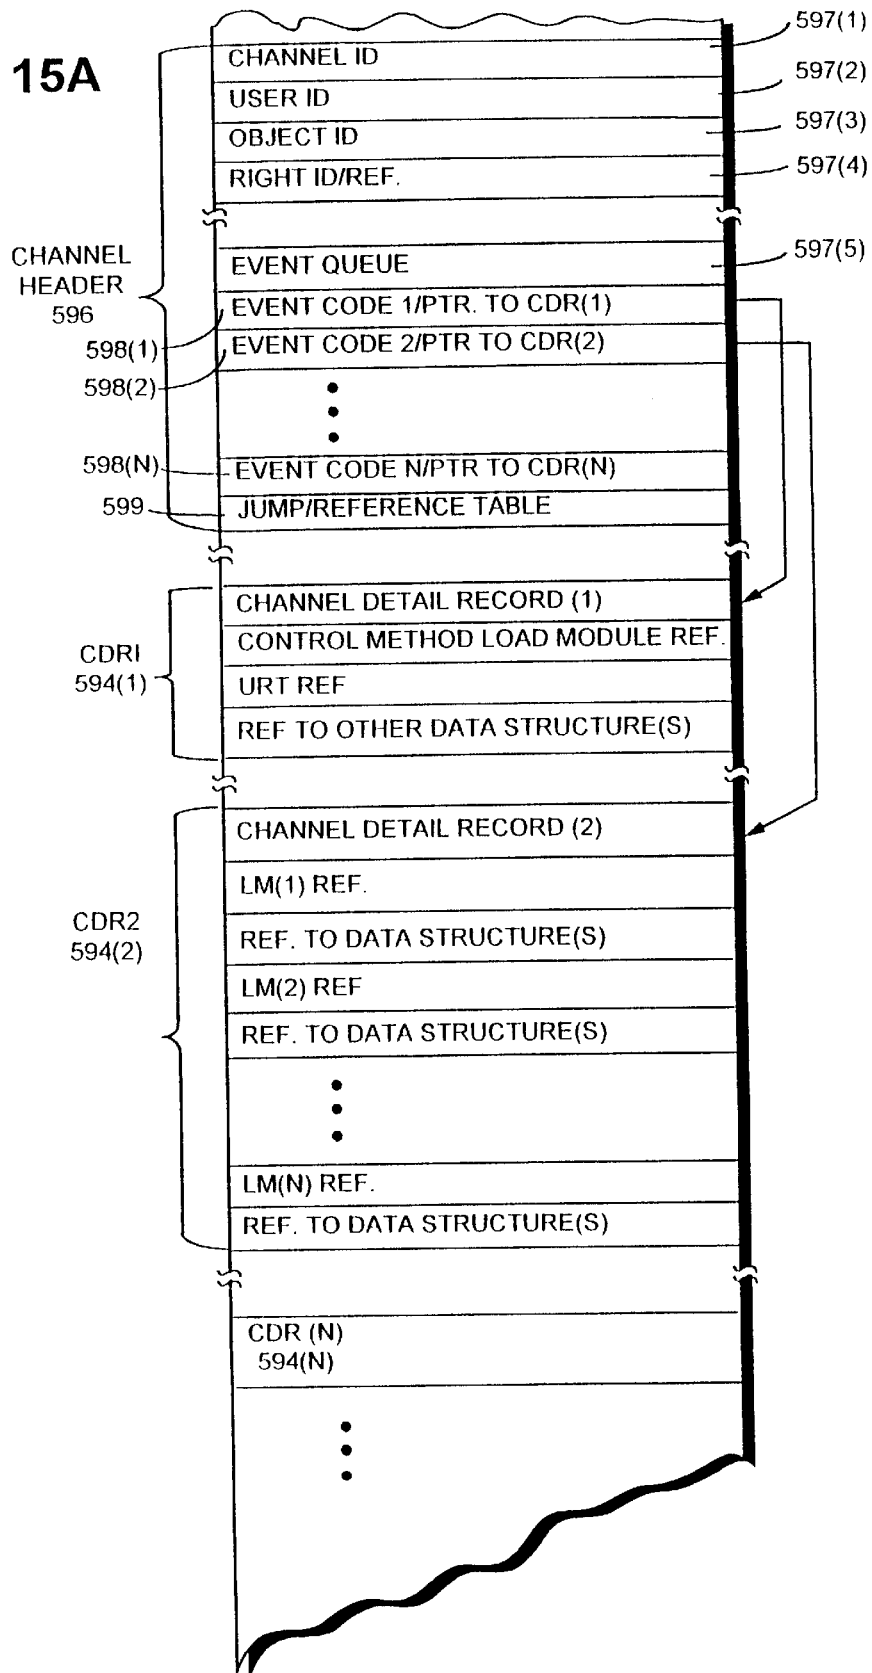 15A
597(1)
CHANNEL ID
597(2)
USER ID
597(3)
OBJECT ID
597(4)
RIGHT ID/REF.
597(5)
CHANNEL
HEADER
596
EVENT QUEUE
EVENT CODE 1/PTR. TO CDR(1)
598(1)
EVENT CODE 2/PTR TO CDR(2)
598(2)
598(N)
EVENT CODE N/PTR TO CDR(N)
599
JUMP/REFERENCE TABLE
CHANNEL DETAIL RECORD (1)
CONTROL METHOD LOAD MODULE REF.
CDRI
594(1)
URT REF
REF TO OTHER DATA STRUCTURE(S)
CHANNEL DETAIL RECORD (2)
LM(1) REF.
CDR2
594(2)
REF. TO DATA STRUCTURE(S)
LM(2) REF
REF. TO DATA STRUCTURE(S)
LM(N) REF.
REF. TO DATA STRUCTURE(S)
CDR (N)
594(N)